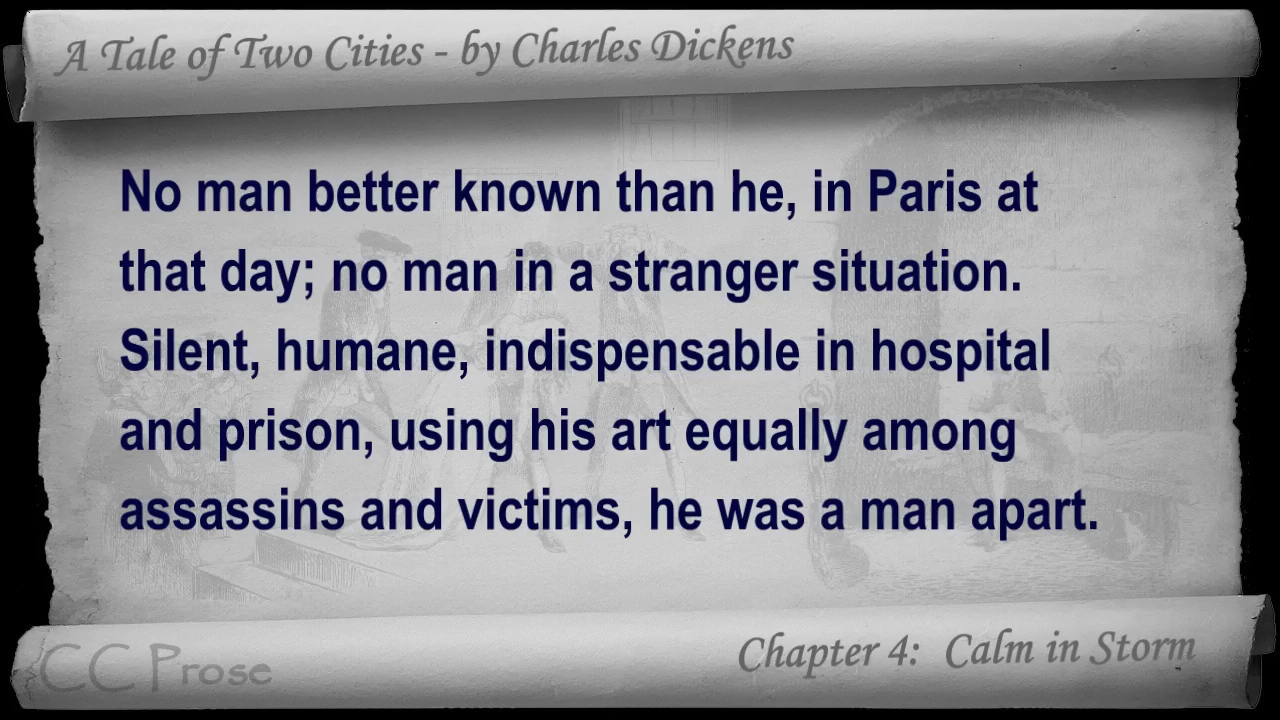 A Tale of Two Cities - by Charles Dickens
No man better known than he, in Paris at
that day; no man in a stranger situation.
Silent, humane, indispensable in hospital
and prison, using his art equally among
assassins and victims, he was a man apart.
CC Prose
Chapter 4: Calm in Storm